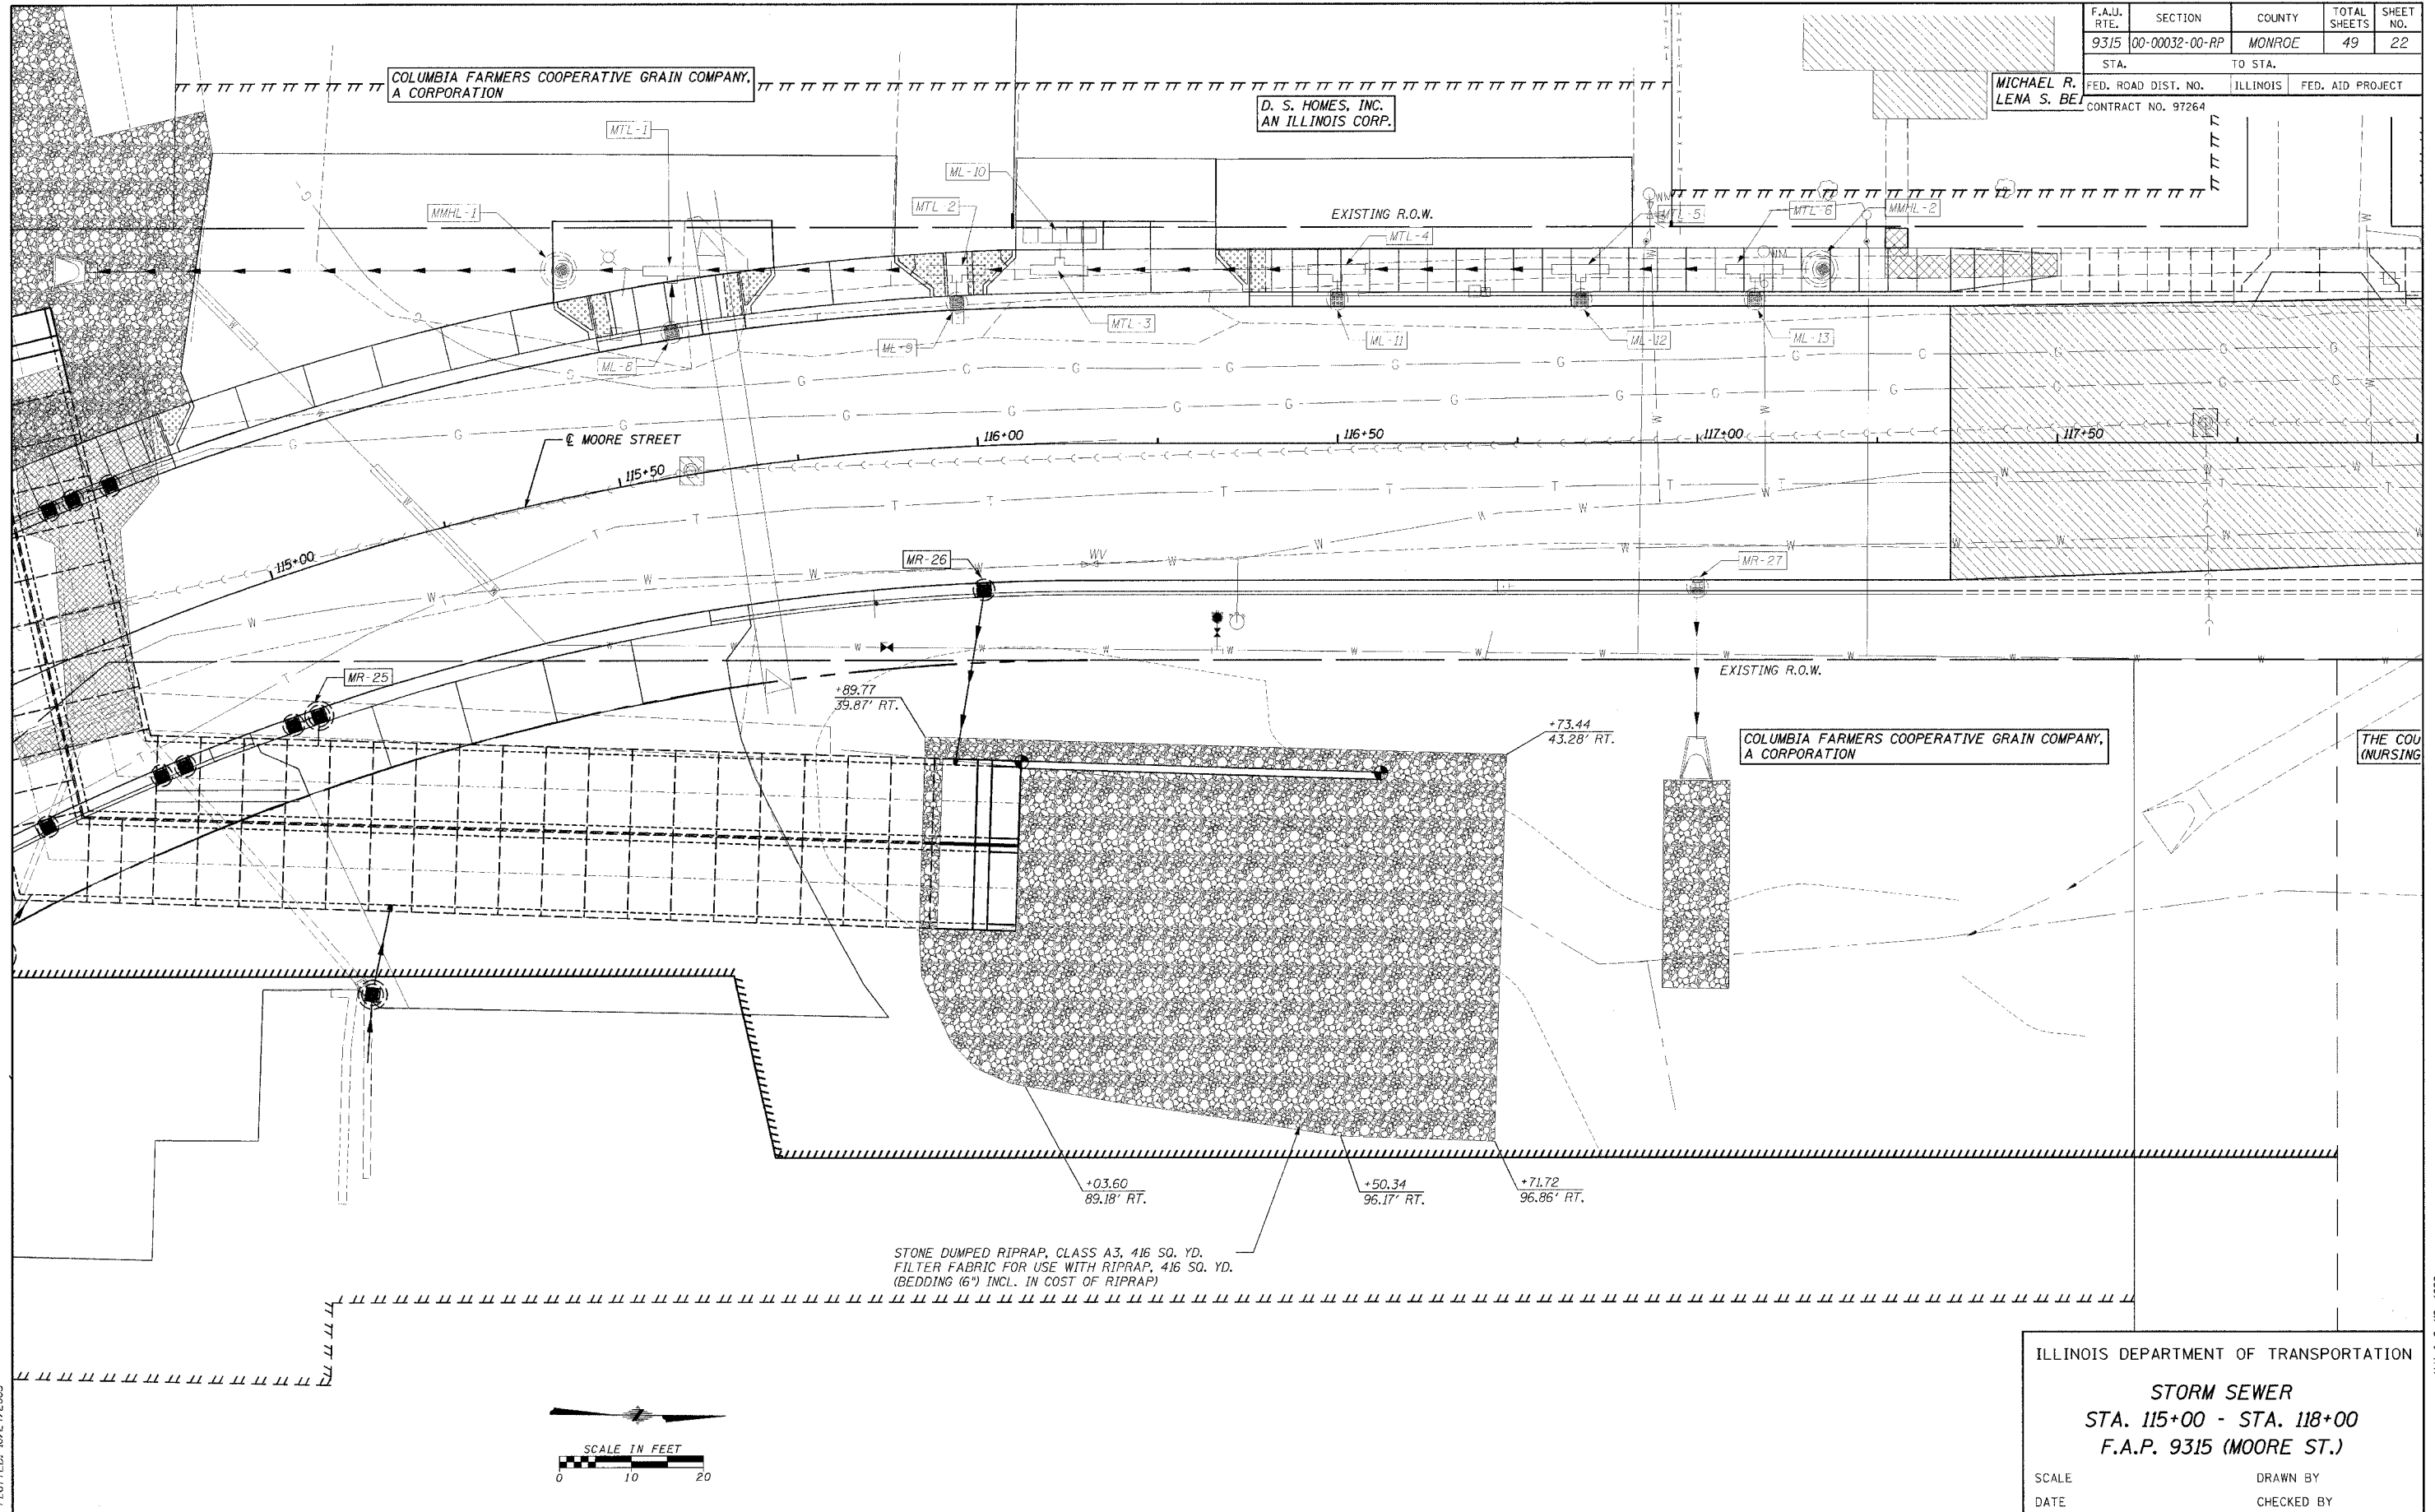 F.A.U. RTE. SECTION COUNTY TOTAL SHEETS SHEET NO.
9315 00-00032-00-RP MONROE 49 22
STA. TO STA.
FED. ROAD DIST. NO. ILLINOIS FED. AID PROJECT
CONTRACT NO. 97264
MICHAEL R.
LENA S.
COLUMBIA FARMERS COOPERATIVE GRAIN COMPANY,
A CORPORATION
D. S. HOMES, INC.
AN ILLINOIS CORP.
MTL-1
ML-10
MMHL-1
MTL-2
EXISTING R.O.W.
MTL-4
MTL-5
MTL-6
MMHL-2
MTL-3
ML-8
ML-9
ML-11
ML-12
ML-13
℄ MOORE STREET
115+00
115+50
116+00
116+50
117+00
117+50
WV
MR-26
MR-27
MR-25
EXISTING R.O.W.
+89.77
39.87' RT.
+73.44
43.28' RT.
COLUMBIA FARMERS COOPERATIVE GRAIN COMPANY,
A CORPORATION
THE COU
(NURSING
+03.60
89.18' RT.
+50.34
96.17' RT.
+71.72
96.86' RT.
STONE DUMPED RIPRAP, CLASS A3, 416 SQ. YD.
FILTER FABRIC FOR USE WITH RIPRAP, 416 SQ. YD.
(BEDDING (6") INCL. IN COST OF RIPRAP)
SCALE IN FEET
0 10 20
ILLINOIS DEPARTMENT OF TRANSPORTATION
STORM SEWER
STA. 115+00 - STA. 118+00
F.A.P. 9315 (MOORE ST.)
SCALE DRAWN BY
DATE CHECKED BY